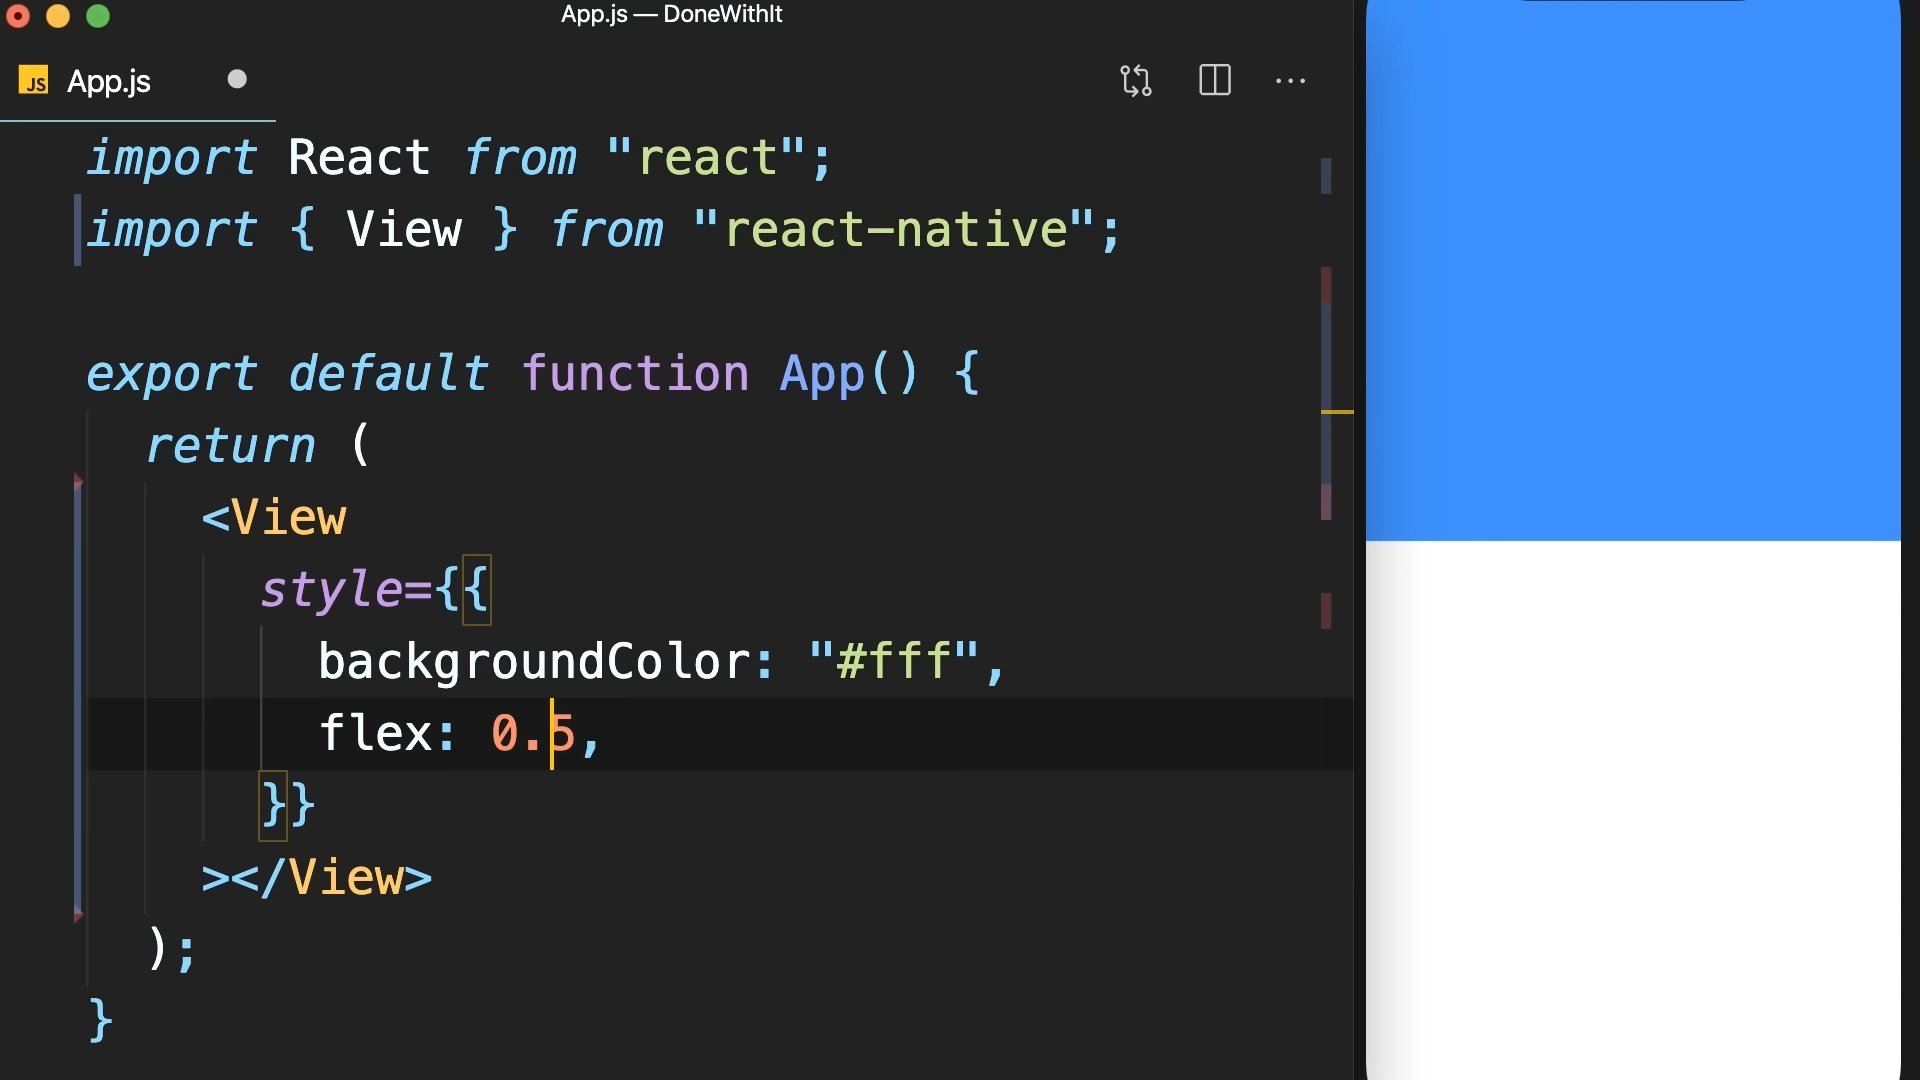 App.js — DoneWithIt
JS App.js
import React from "react";
import { View } from "react-native";
export default function App() {
return (
<View
style={{
backgroundColor: "#fff",
flex: 0.5,
}}
></View>
);
}